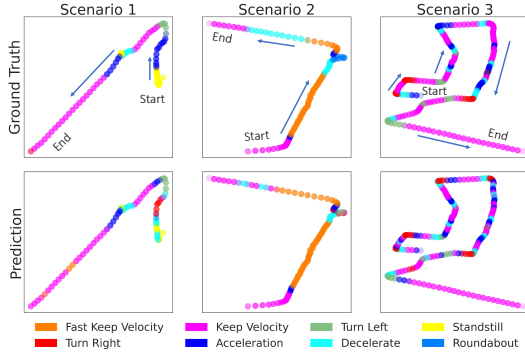 Scenario 1
Scenario 2
Scenario 3
Ground Truth
Start
End
End
Start
Start
End
Prediction
Fast Keep Velocity
Keep Velocity
Turn Left
Standstill
Turn Right
Acceleration
Decelerate
Roundabout